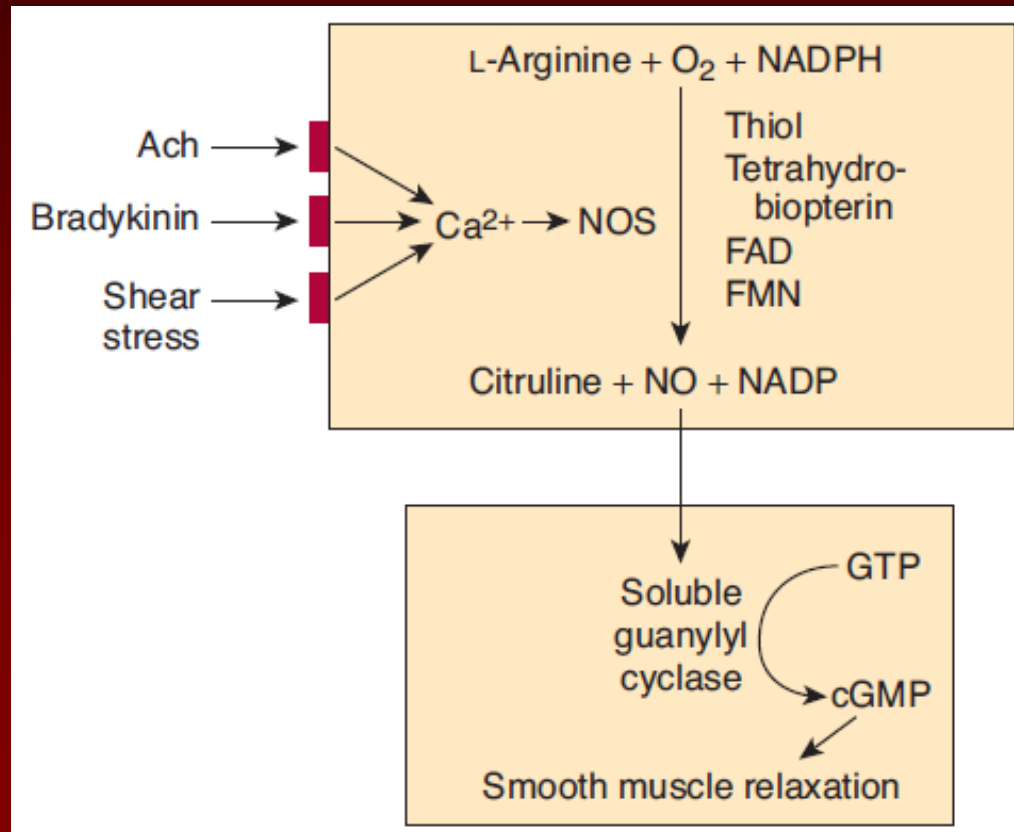 L-Arginine + O₂ + NADPH
Thiol
Tetrahydro-
biopterin
FAD
FMN
Ach
Bradykinin
Shear
stress
Ca²⁺
NOS
Citruline + NO + NADP
Soluble
guanylyl
cyclase
GTP
cGMP
Smooth muscle relaxation